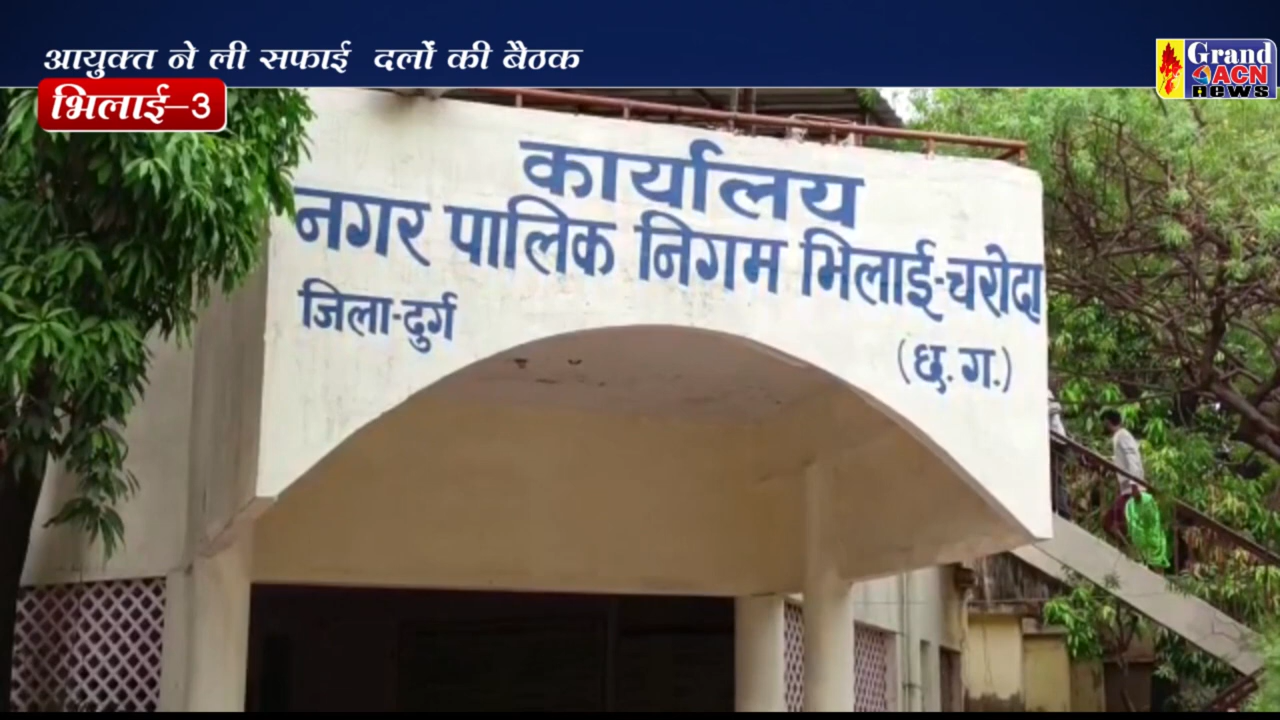 आयुक्त ने ली सफाई दलों की बैठक
भिलाई-3
Grand
ACN
news
कार्यालय
नगर पालिक निगम भिलाई-चरोदा
जिला-दुर्ग
(छ. ग.)